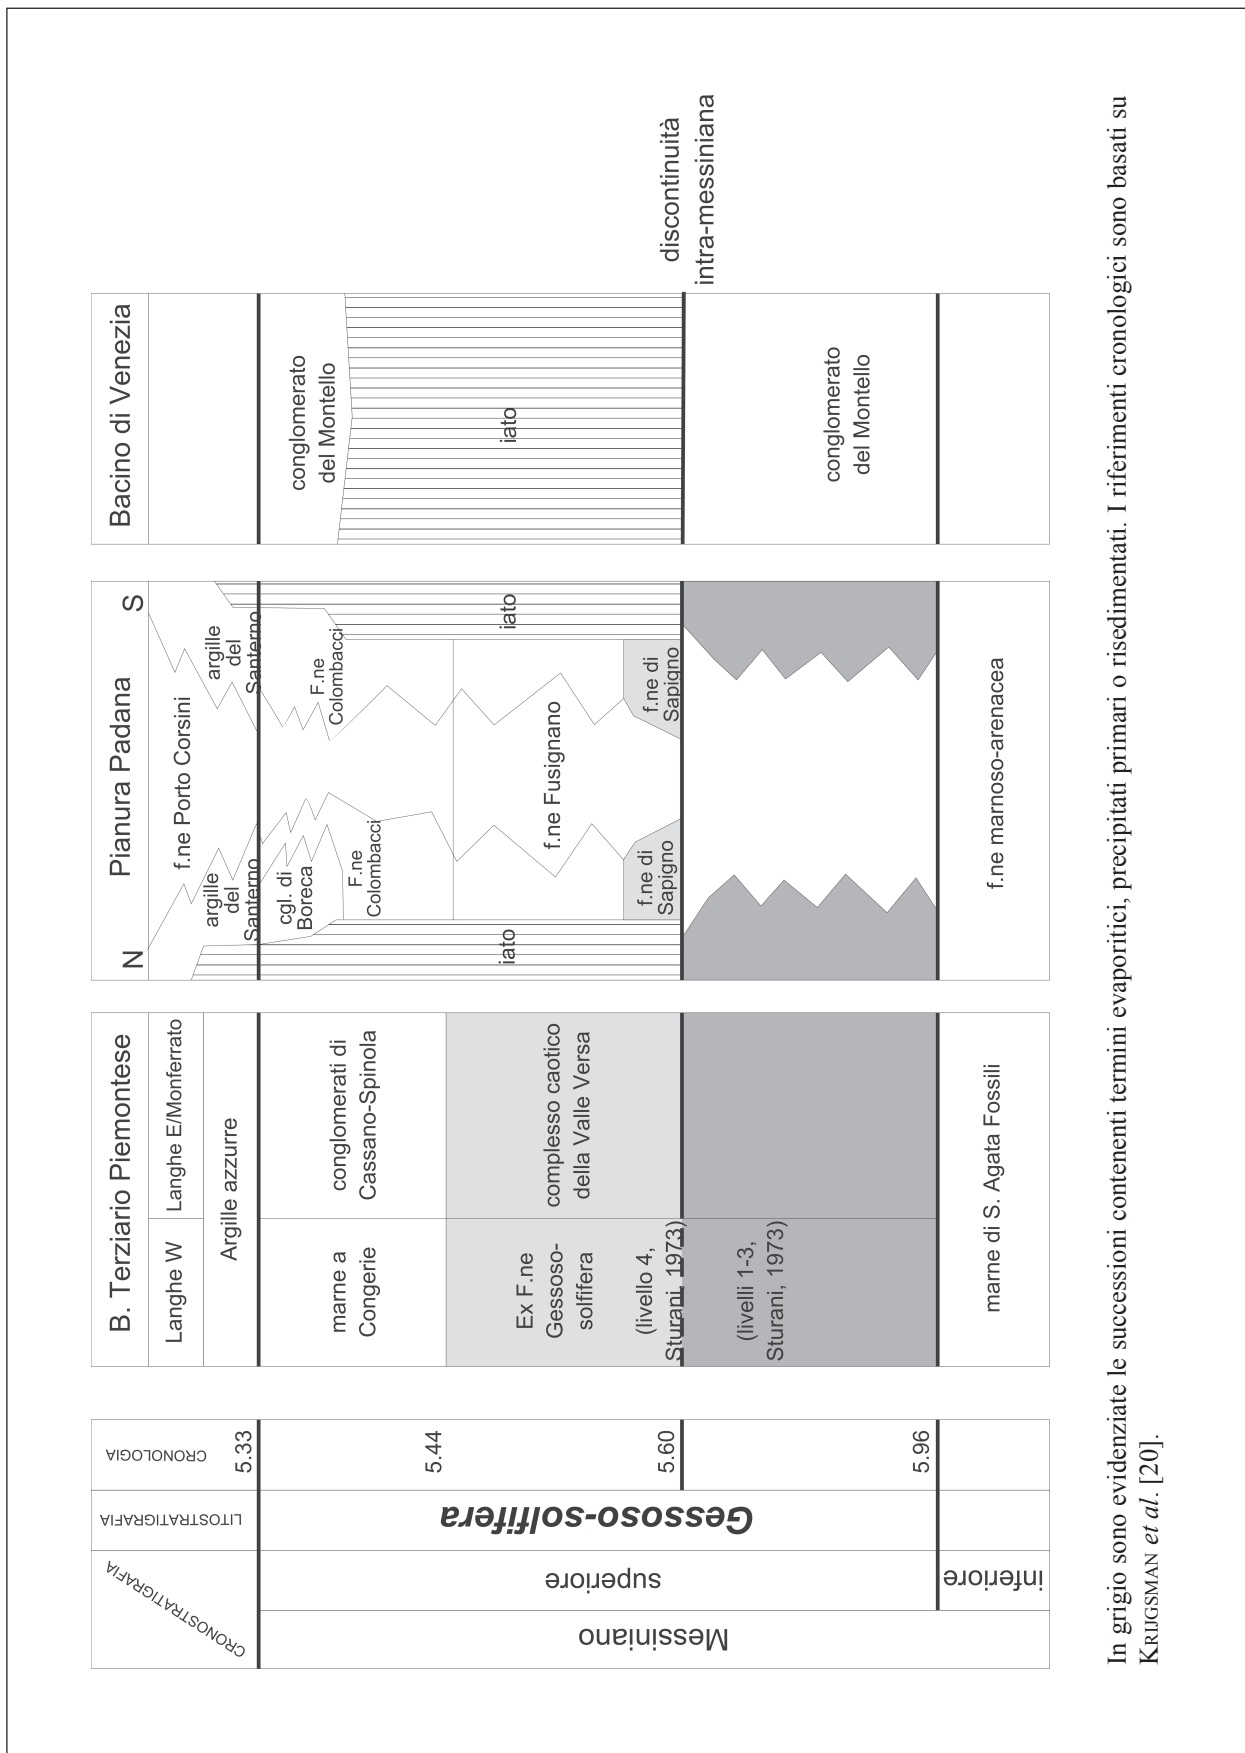 CRONOSTRATIGRAFIA
LITOSTRATIGRAFIA
CRONOLOGIA
Messiniano
superiore
inferiore
Gessoso-solfifera
5.33
5.44
5.60
5.96
B. Terziario Piemontese
Langhe W
Langhe E/Monferrato
Argille azzurre
marne a
Congerie
conglomerati di
Cassano-Spinola
Ex F.ne
Gessoso-
solfifera
(livello 4,
Sturani, 1973)
complesso caotico
della Valle Versa
(livelli 1-3,
Sturani, 1973)
marne di S. Agata Fossili
N
Pianura Padana
S
f.ne Porto Corsini
argille
del
Santerno
argille
del
Santerno
cgl. di
Boreca
F.ne
Colombacci
F.ne
Colombacci
iato
f.ne Fusignano
iato
f.ne di
Sapigno
f.ne di
Sapigno
f.ne marnoso-arenacea
Bacino di Venezia
conglomerato
del Montello
iato
conglomerato
del Montello
discontinuità
intra-messiniana
In grigio sono evidenziate le successioni contenenti termini evaporitici, precipitati primari o risedimentati. I riferimenti cronologici sono basati su
KRIJGSMAN et al. [20].